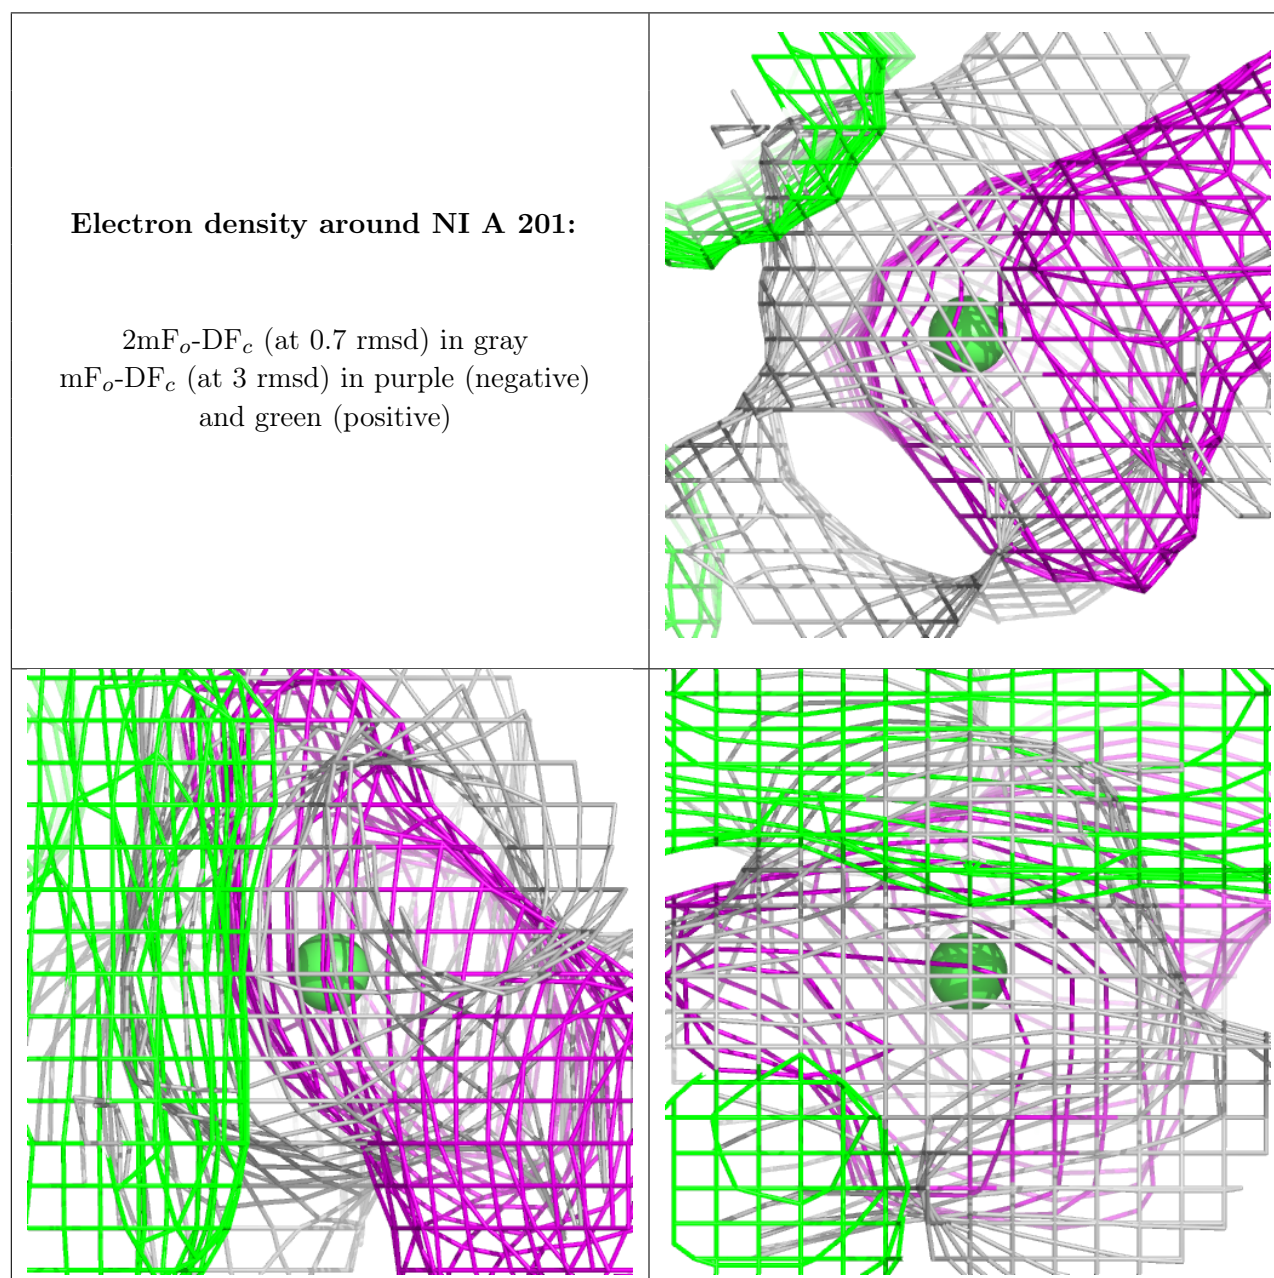 Electron density around NI A 201:
2mFo-DFc (at 0.7 rmsd) in gray
mFo-DFc (at 3 rmsd) in purple (negative)
and green (positive)